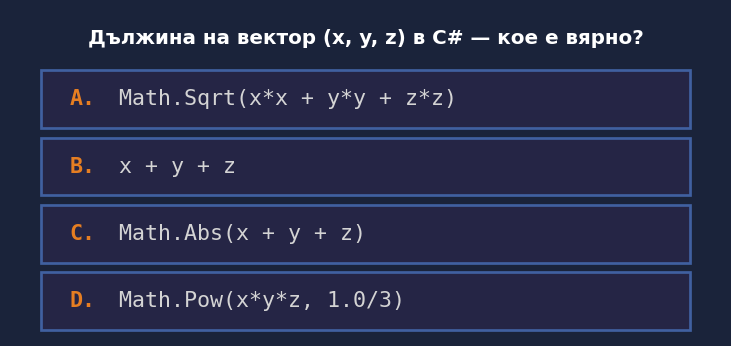 Дължина на вектор (x, y, z) в C# — кое е вярно?
A. Math.Sqrt(x*x + y*y + z*z)
B. x + y + z
C. Math.Abs(x + y + z)
D. Math.Pow(x*y*z, 1.0/3)